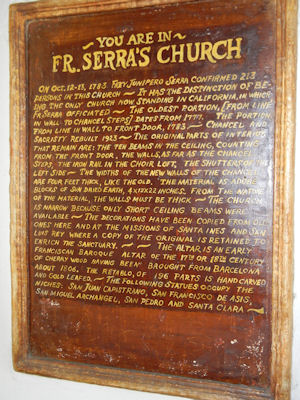 ~ YOU ARE IN ~
FR. SERRA'S CHURCH
ON OCT. 12-13, 1783 FREY JUNIPERO SERRA CONFIRMED 213
PERSONS IN THIS CHURCH ~ IT HAS THE DISTINCTION OF BE-
ING THE ONLY CHURCH NOW STANDING IN CALIFORNIA, IN WHICH
FR. SERRA OFFICIATED ~ THE OLDEST PORTION, [FROM LINE
IN WALL TO CHANCEL STEPS] DATES FROM 1777. THE PORTION
FROM LINE IN WALL TO FRONT DOOR, 1783 ~ CHANCEL AND
SACRISTY REBUILT 1923 ~ THE ORIGINAL PARTS OF INTERIOR
THAT REMAIN ARE: THE TEN BEAMS IN THE CEILING, COUNTING
FROM THE FRONT DOOR, THE WALLS, AS FAR AS THE CHANCEL
STEPS, THE HAND RAIL IN THE CHOIR LOFT, THE SHUTTERS ON THE
LEFT SIDE ~ THE WIDTHS OF THE NEW WALLS OF THE CHANCEL
ARE FOUR FEET THICK, LIKE THE OLD. THE MATERIAL IS ADOBE,
BLOCKS OF SUN DRIED EARTH, 4X11X22 INCHES. FROM THE NATURE
OF THE MATERIAL, THE WALLS MUST BE THICK ~ THE CHURCH
IS NARROW BECAUSE ONLY SHORT CEILING BEAMS WERE
AVAILABLE ~ THE DECORATIONS HAVE BEEN COPIED FROM OLD
ONES HERE AND AT THE MISSIONS OF SANTA INES AND SAN
LUIS REY WHERE A COPY OF THE ORIGINAL IS RETAINED TO
ENRICH THE SANCTUARY. ~ THE ALTAR IS AN EARLY
FRANCISCAN BAROQUE ALTAR OF THE 17TH OR 18TH CENTURY
OF CHERRY WOOD HAVING BEEN BROUGHT FROM BARCELONA
ABOUT 1906. THE RETABLO, OF 196 PARTS IS HAND CARVED
AND GOLD LEAFED. ~ THE FOLLOWING STATUES OCCUPY THE
NICHES: SAN JUAN CAPISTRANO, SAN FRANCISCO DE ASIS,
SAN MIGUEL ARCHANGEL, SAN PEDRO AND SANTA CLARA ~